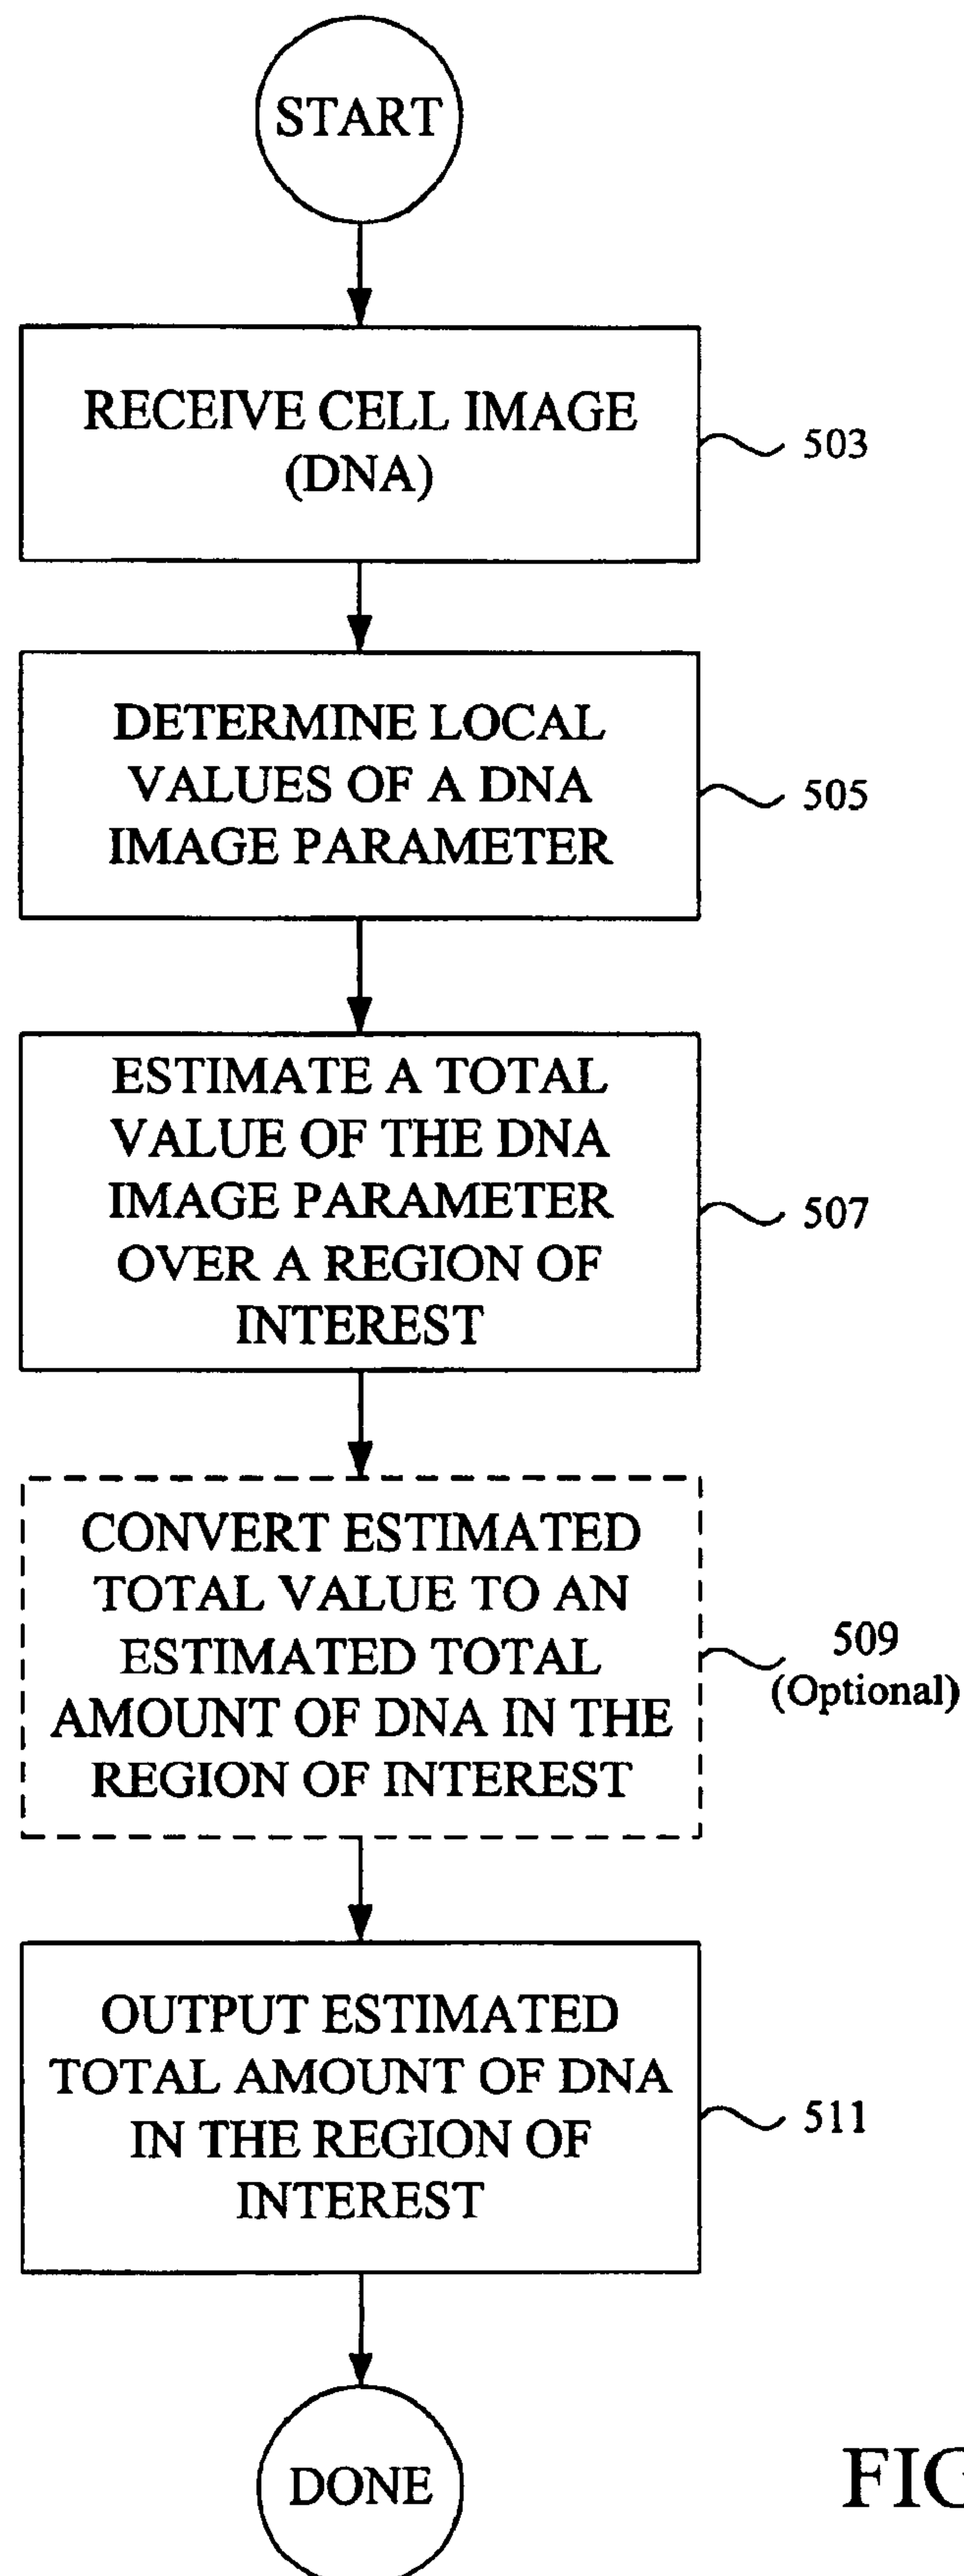 START
RECEIVE CELL IMAGE
(DNA)
503
DETERMINE LOCAL
VALUES OF A DNA
IMAGE PARAMETER
505
ESTIMATE A TOTAL
VALUE OF THE DNA
IMAGE PARAMETER
OVER A REGION OF
INTEREST
507
CONVERT ESTIMATED
TOTAL VALUE TO AN
ESTIMATED TOTAL
AMOUNT OF DNA IN THE
REGION OF INTEREST
509
(Optional)
OUTPUT ESTIMATED
TOTAL AMOUNT OF DNA
IN THE REGION OF
INTEREST
511
DONE